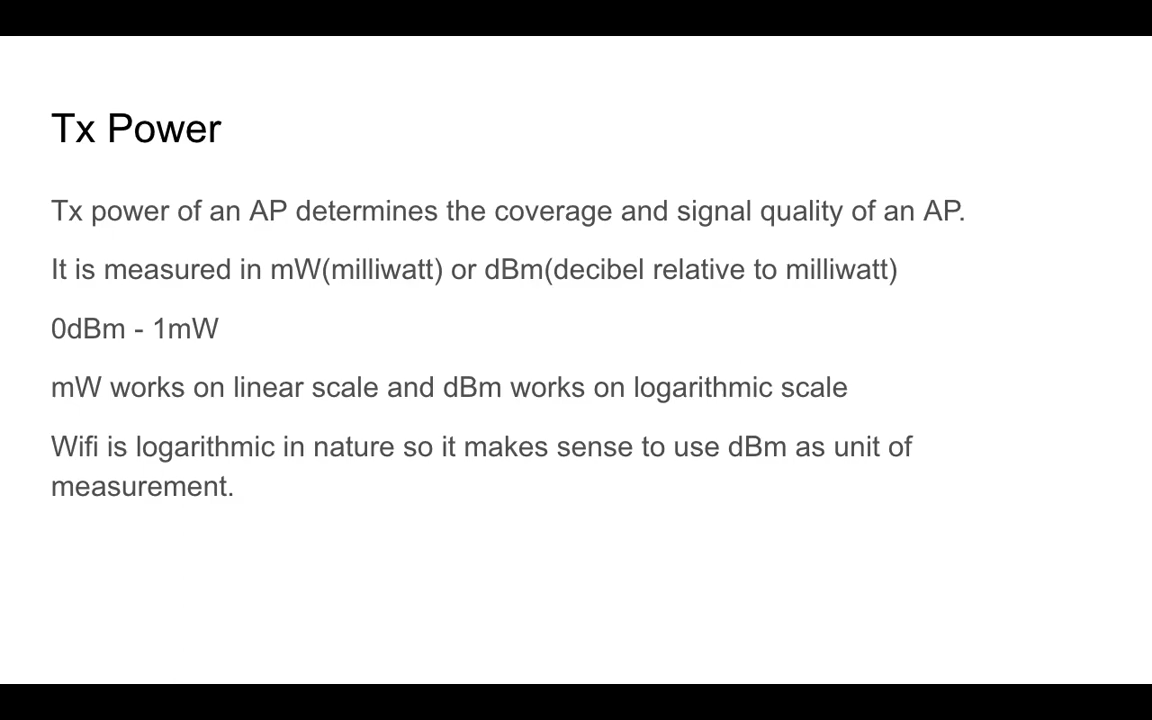 Tx Power
Tx power of an AP determines the coverage and signal quality of an AP.
It is measured in mW(milliwatt) or dBm(decibel relative to milliwatt)
0dBm - 1mW
mW works on linear scale and dBm works on logarithmic scale
Wifi is logarithmic in nature so it makes sense to use dBm as unit of
measurement.